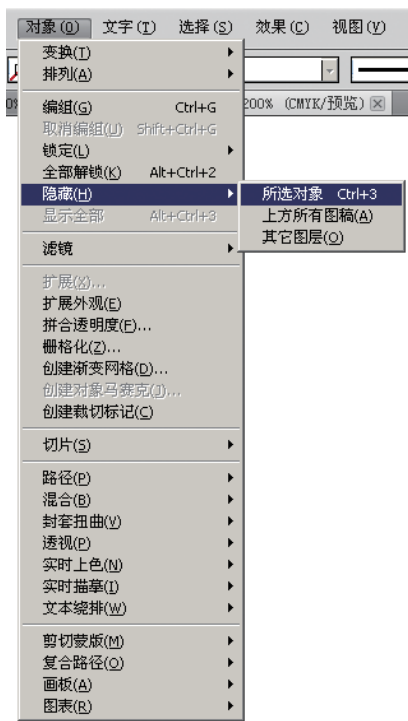 对象(O) 文字(T) 选择(S) 效果(C) 视图(V)
变换(T)
排列(A)
200% (CMYK/预览)
编组(G) Ctrl+G
取消编组(U) Shift+Ctrl+G
锁定(L)
全部解锁(K) Alt+Ctrl+2
隐藏(H)
所选对象 Ctrl+3
显示全部 Alt+Ctrl+3
上方所有图稿(A)
其它图层(O)
滤镜
扩展(X)...
扩展外观(E)
拼合透明度(F)...
栅格化(Z)...
创建渐变网格(D)...
创建对象马赛克(J)...
创建裁切标记(C)
切片(S)
路径(P)
混合(B)
封套扭曲(V)
透视(P)
实时上色(N)
实时描摹(I)
文本绕排(W)
剪切蒙版(M)
复合路径(O)
画板(A)
图表(R)